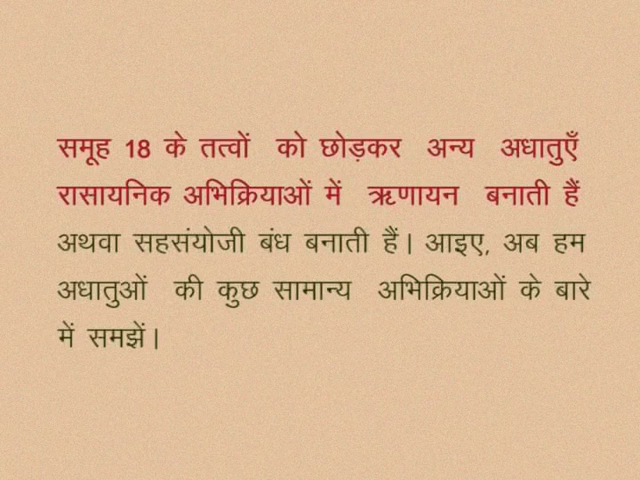 समूह 18 के तत्वों को छोड़कर अन्य अधातुएँ
रासायनिक अभिक्रियाओं में ऋणायन बनाती हैं
अथवा सहसंयोजी बंध बनाती हैं। आइए, अब हम
अधातुओं की कुछ सामान्य अभिक्रियाओं के बारे
में समझें।